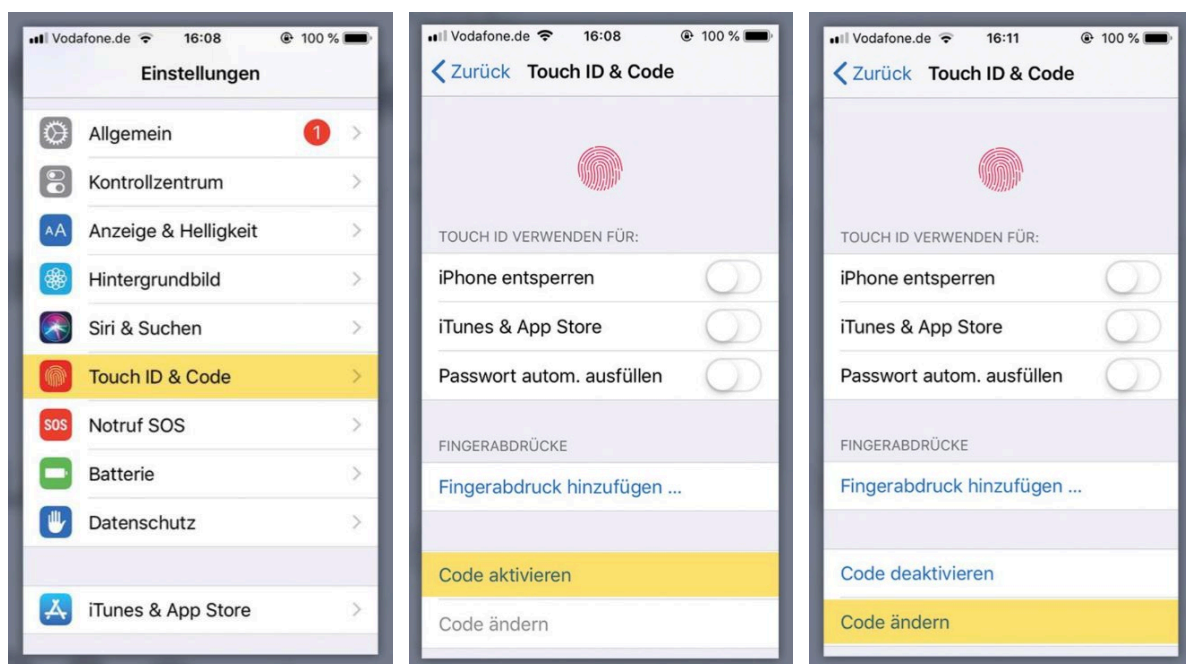 Vodafone.de 16:08 100 %
Einstellungen
Allgemein 1
Kontrollzentrum
AA Anzeige & Helligkeit
Hintergrundbild
Siri & Suchen
Touch ID & Code
SOS Notruf SOS
Batterie
Datenschutz
iTunes & App Store
Vodafone.de 16:08 100 %
Zurück Touch ID & Code
TOUCH ID VERWENDEN FÜR:
iPhone entsperren
iTunes & App Store
Passwort autom. ausfüllen
FINGERABDRÜCKE
Fingerabdruck hinzufügen ...
Code aktivieren
Code ändern
Vodafone.de 16:11 100 %
Zurück Touch ID & Code
TOUCH ID VERWENDEN FÜR:
iPhone entsperren
iTunes & App Store
Passwort autom. ausfüllen
FINGERABDRÜCKE
Fingerabdruck hinzufügen ...
Code deaktivieren
Code ändern